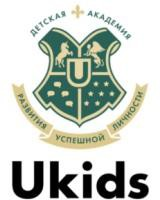 ДЕТСКАЯ + АКАДЕМИЯ
U
РАЗВИТИЯ УСПЕШНОЙ ЛИЧНОСТИ
Ukids